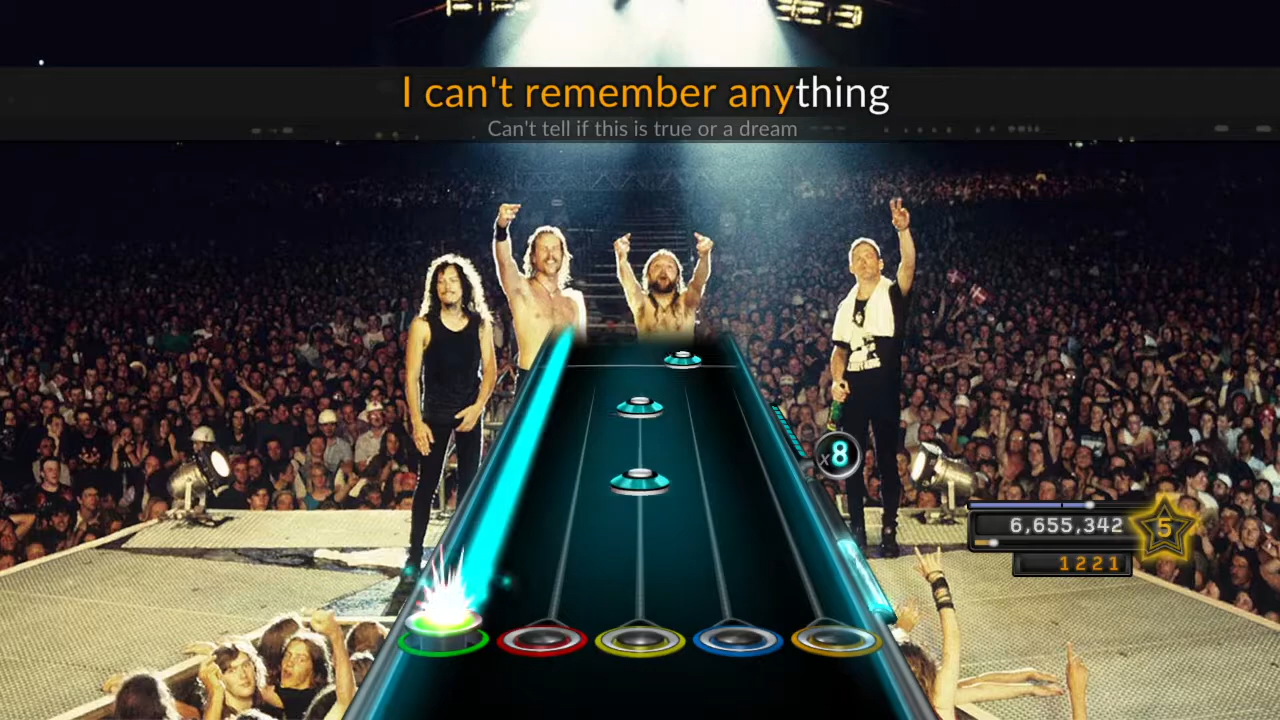 I can't remember anything
Can't tell if this is true or a dream
x8
6,655,342
5
1221